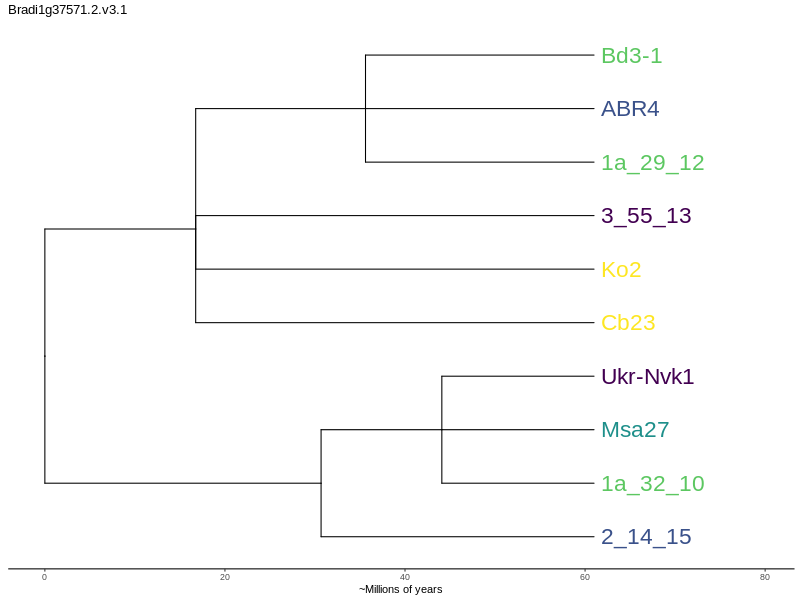 Bradi1g37571.2.v3.1
Bd3-1
ABR4
1a_29_12
3_55_13
Ko2
Cb23
Ukr-Nvk1
Msa27
1a_32_10
2_14_15
0 20 40 60 80
~Millions of years